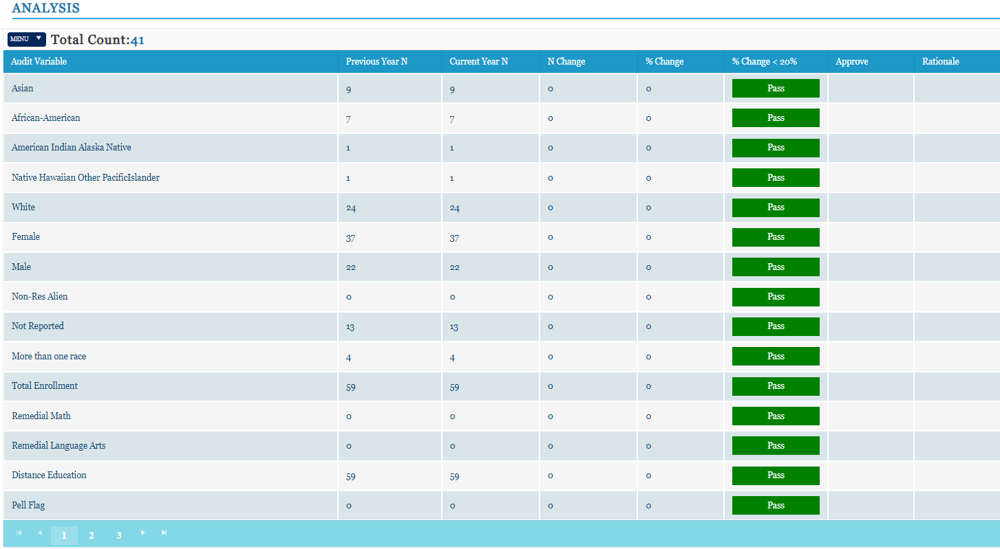 ANALYSIS
MENU Total Count:41
Audit Variable Previous Year N Current Year N N Change % Change % Change < 20% Approve Rationale
Asian 9 9 0 0 Pass
African-American 7 7 0 0 Pass
American Indian Alaska Native 1 1 0 0 Pass
Native Hawaiian Other PacificIslander 1 1 0 0 Pass
White 24 24 0 0 Pass
Female 37 37 0 0 Pass
Male 22 22 0 0 Pass
Non-Res Alien 0 0 0 0 Pass
Not Reported 13 13 0 0 Pass
More than one race 4 4 0 0 Pass
Total Enrollment 59 59 0 0 Pass
Remedial Math 0 0 0 0 Pass
Remedial Language Arts 0 0 0 0 Pass
Distance Education 59 59 0 0 Pass
Pell Flag 0 0 0 0 Pass
1 2 3